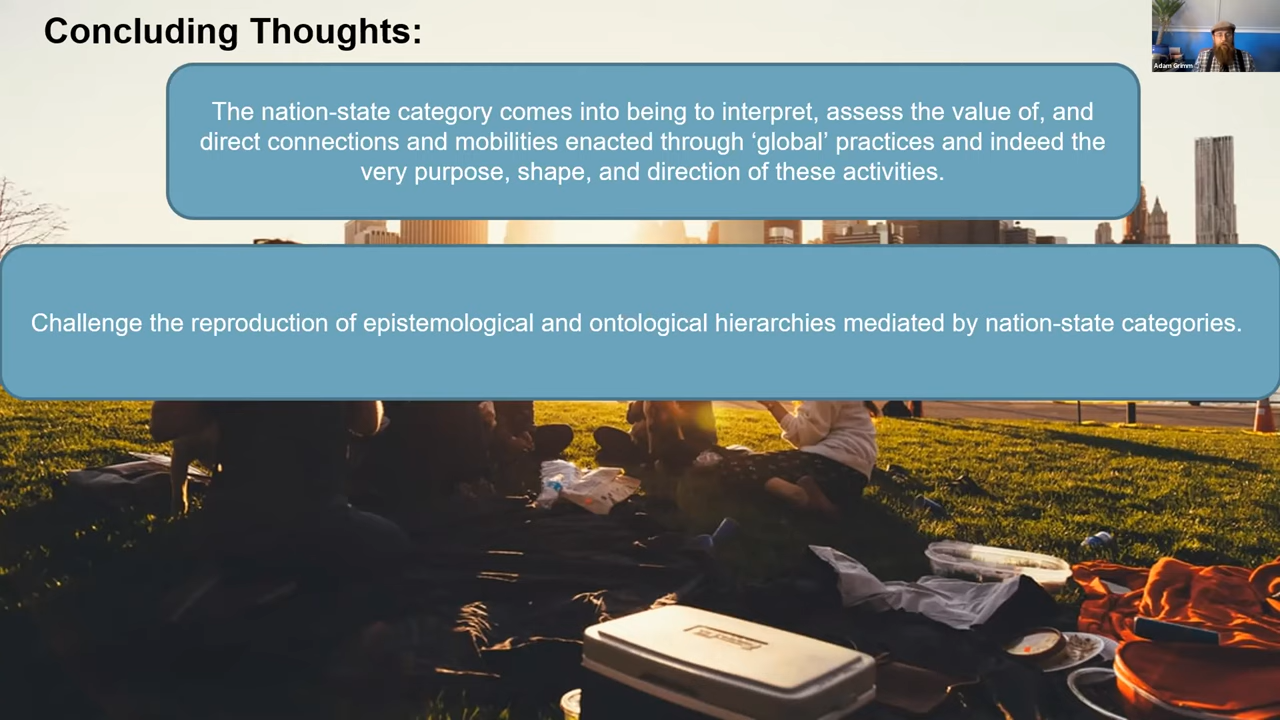 Concluding Thoughts:
Adam Grimm
The nation-state category comes into being to interpret, assess the value of, and
direct connections and mobilities enacted through ‘global’ practices and indeed the
very purpose, shape, and direction of these activities.
Challenge the reproduction of epistemological and ontological hierarchies mediated by nation-state categories.